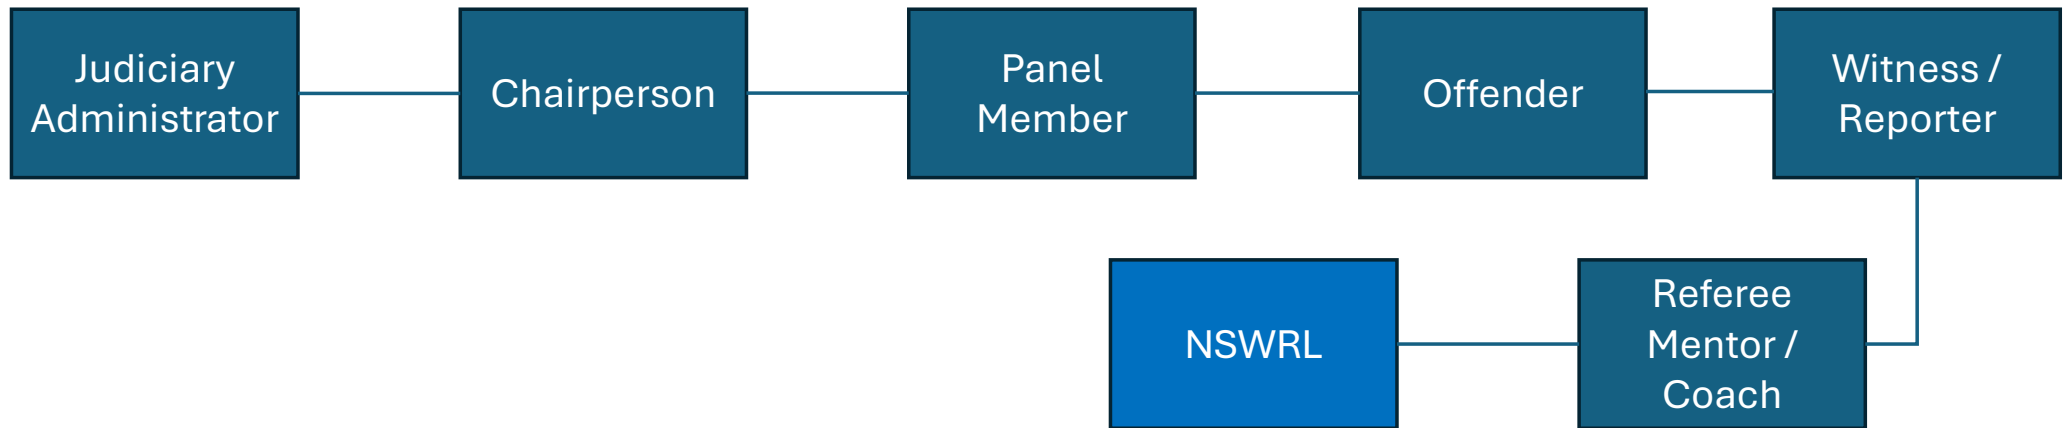 Judiciary
Administrator
Chairperson
Panel
Member
Offender
Witness /
Reporter
NSWRL
Referee
Mentor /
Coach